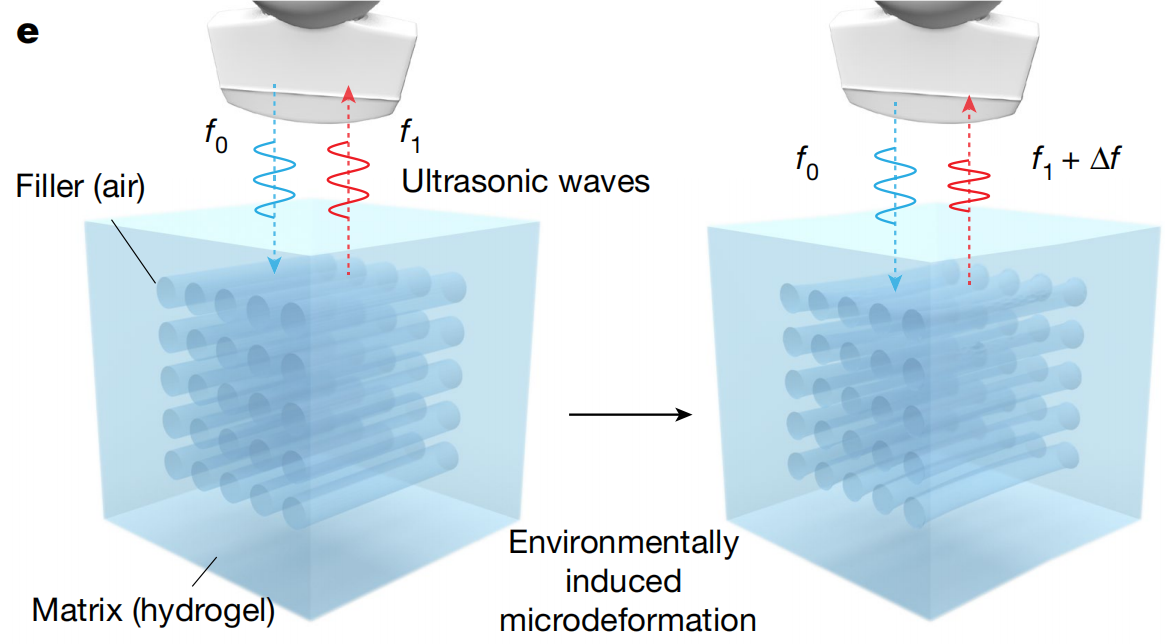 e
f0
f1
Ultrasonic waves
Filler (air)
Matrix (hydrogel)
Environmentally
induced
microdeformation
f0
f1 + Δf